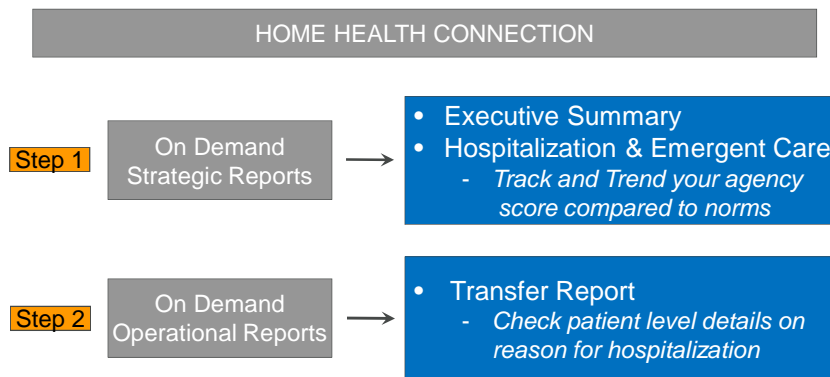 HOME HEALTH CONNECTION
Step 1
On Demand
Strategic Reports
• Executive Summary
• Hospitalization & Emergent Care
- Track and Trend your agency
score compared to norms
Step 2
On Demand
Operational Reports
• Transfer Report
- Check patient level details on
reason for hospitalization